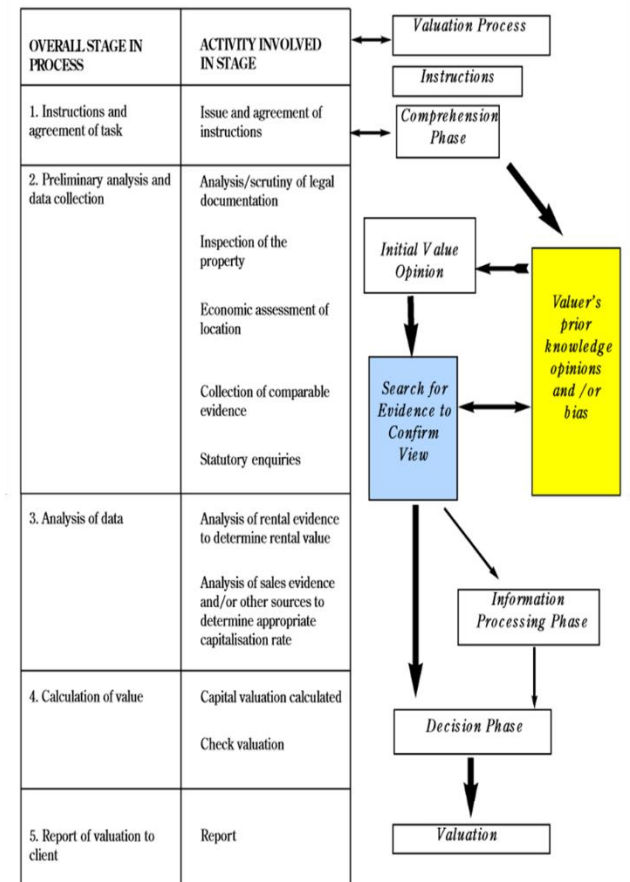 OVERALL STAGE IN
PROCESS
ACTIVITY INVOLVED
IN STAGE
1. Instructions and
agreement of task
Issue and agreement of
instructions
2. Preliminary analysis and
data collection
Analysis/scrutiny of legal
documentation
Inspection of the
property
Economic assessment of
location
Collection of comparable
evidence
Statutory enquiries
3. Analysis of data
Analysis of rental evidence
to determine rental value
Analysis of sales evidence
and/or other sources to
determine appropriate
capitalisation rate
4. Calculation of value
Capital valuation calculated
Check valuation
5. Report of valuation to
client
Report
Valuation Process
Instructions
Comprehension
Phase
Initial Value
Opinion
Valuer's
prior
knowledge
opinions
and /or
bias
Search for
Evidence to
Confirm
View
Information
Processing Phase
Decision Phase
Valuation